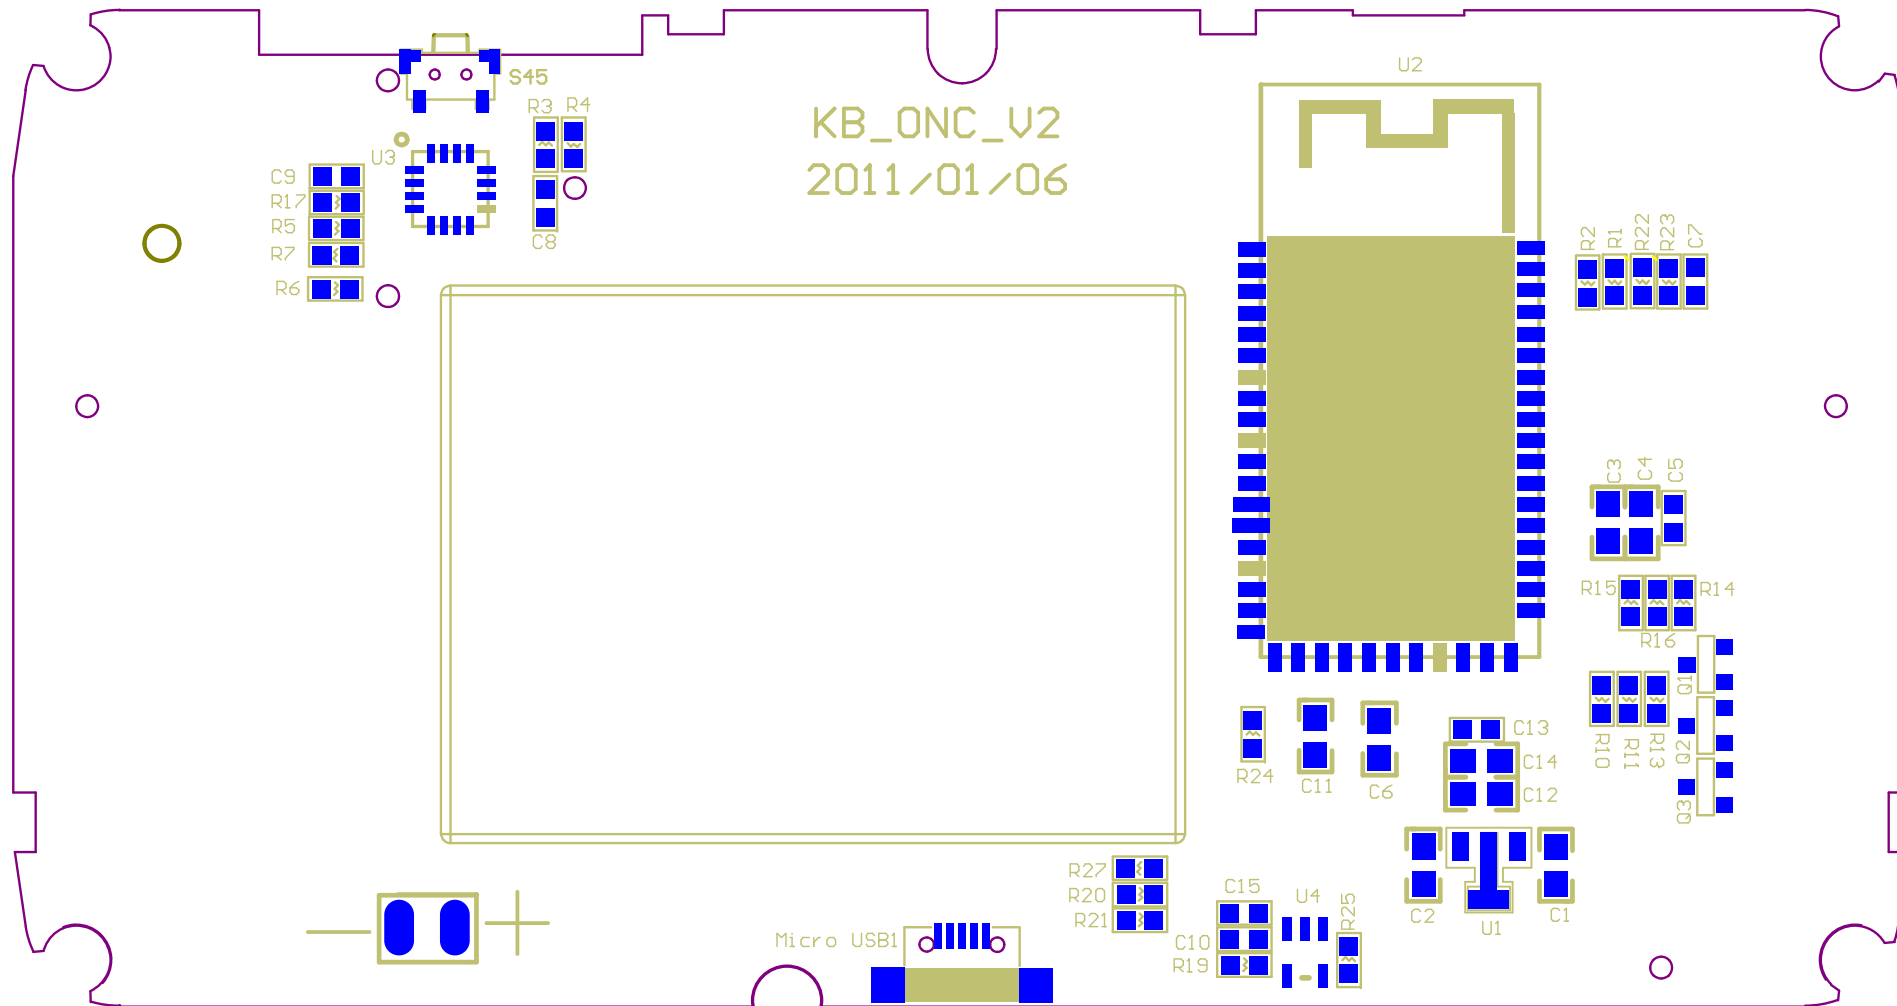 U2
S45
R3
R4
KB_ONC_V2
U3
C9
2011/01/06
R17
R5
C8
R7
R2
R1
R22
R23
C7
R6
C3
C4
C5
R15
R14
R16
Q1
C13
R10
R11
R13
Q2
C14
R24
C11
C6
C12
Q3
R27
C15
R20
U4
R25
C2
C1
R21
U1
Micro USB1
C10
R19